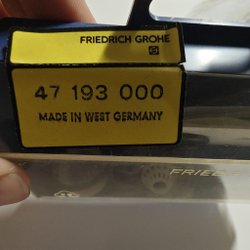 FRIEDRICH GROHE
47 193 000
MADE IN WEST GERMANY